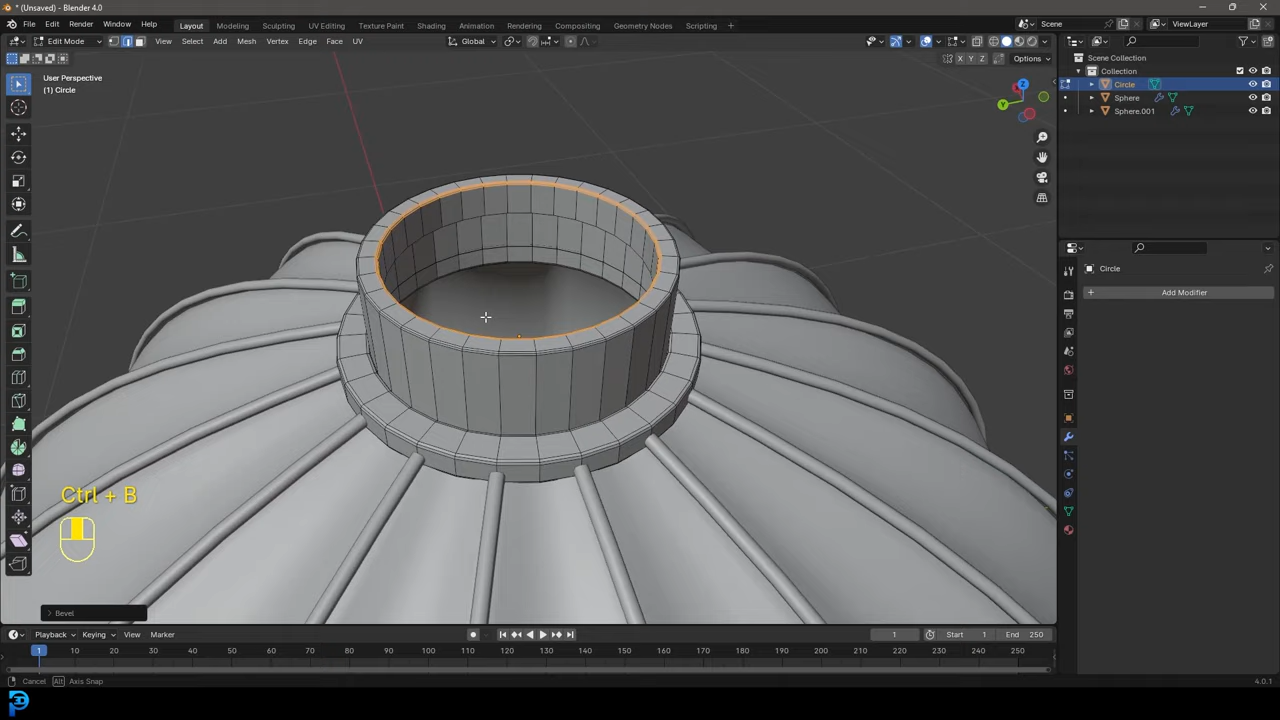 * (Unsaved) - Blender 4.0
File Edit Render Window Help Layout Modeling Sculpting UV Editing Texture Paint Shading Animation Rendering Compositing Geometry Nodes Scripting + Scene ViewLayer
Edit Mode View Select Add Mesh Vertex Edge Face UV Global
X Y Z Options
User Perspective
(1) Circle
Scene Collection
Collection
Circle
Sphere
Sphere.001
Z
Y
Circle
+ Add Modifier
Ctrl + B
> Bevel
Playback Keying View Marker 1 Start 1 End 250
1 10 20 30 40 50 60 70 80 90 100 110 120 130 140 150 160 170 180 190 200 210 220 230 240 250
Cancel Alt Axis Snap 4.0.1